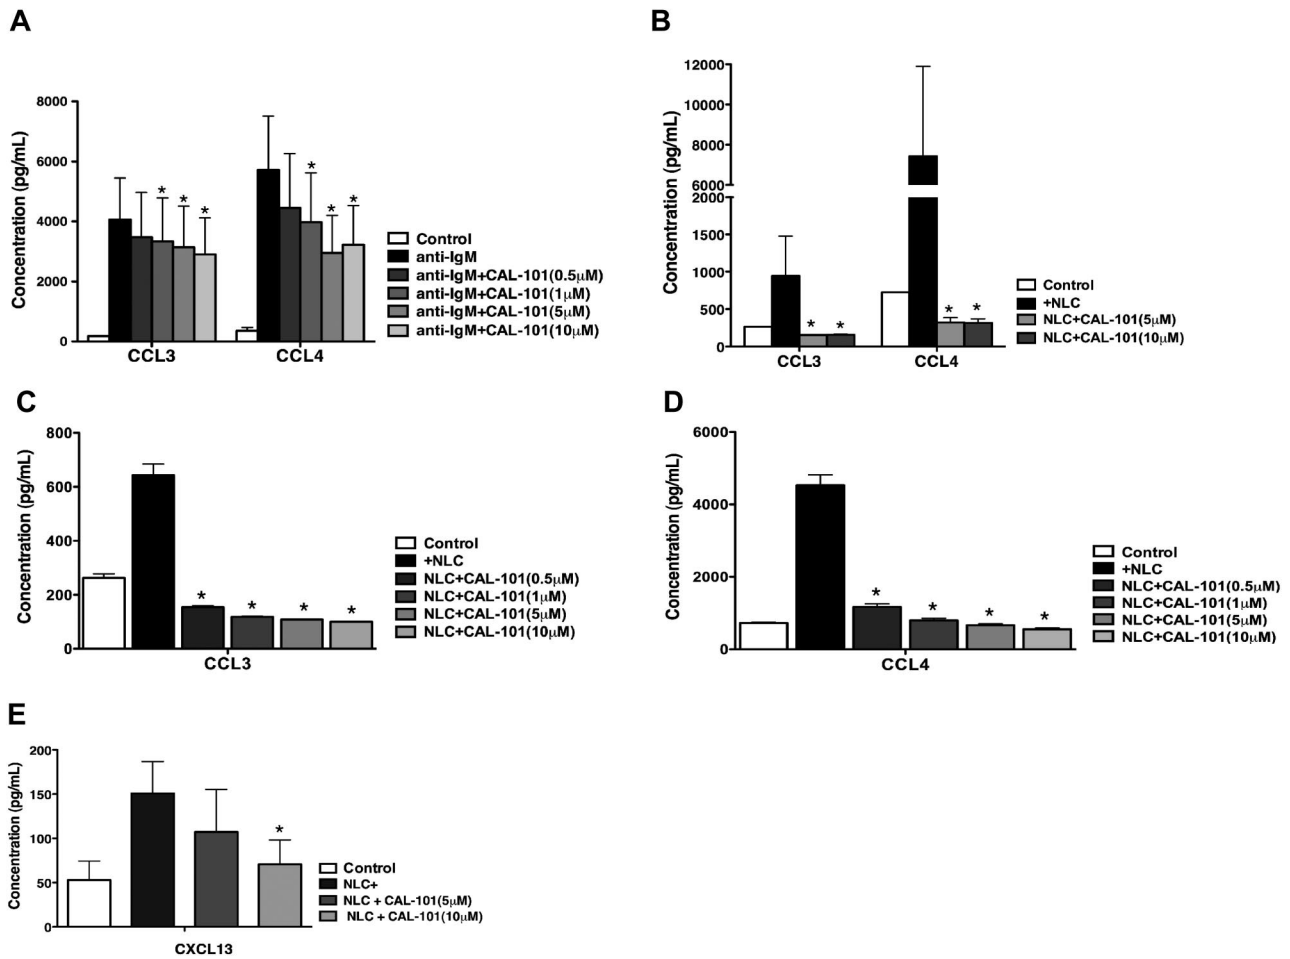 A
Concentration (pg/mL)
8000
6000
4000
2000
0
* * * * * *
CCL3 CCL4
Control
anti-IgM
anti-IgM+CAL-101(0.5μM)
anti-IgM+CAL-101(1μM)
anti-IgM+CAL-101(5μM)
anti-IgM+CAL-101(10μM)
B
Concentration (pg/mL)
12000
10000
8000
6000
2000
1500
1000
500
0
* * * *
CCL3 CCL4
Control
+NLC
NLC+CAL-101(5μM)
NLC+CAL-101(10μM)
C
Concentration (pg/mL)
800
600
400
200
0
* * * *
CCL3
Control
+NLC
NLC+CAL-101(0.5μM)
NLC+CAL-101(1μM)
NLC+CAL-101(5μM)
NLC+CAL-101(10μM)
D
Concentration (pg/mL)
6000
4000
2000
0
* * * *
CCL4
Control
+NLC
NLC+CAL-101(0.5μM)
NLC+CAL-101(1μM)
NLC+CAL-101(5μM)
NLC+CAL-101(10μM)
E
Concentration (pg/mL)
200
150
100
50
0
*
CXCL13
Control
NLC+
NLC + CAL-101(5μM)
NLC + CAL-101(10μM)